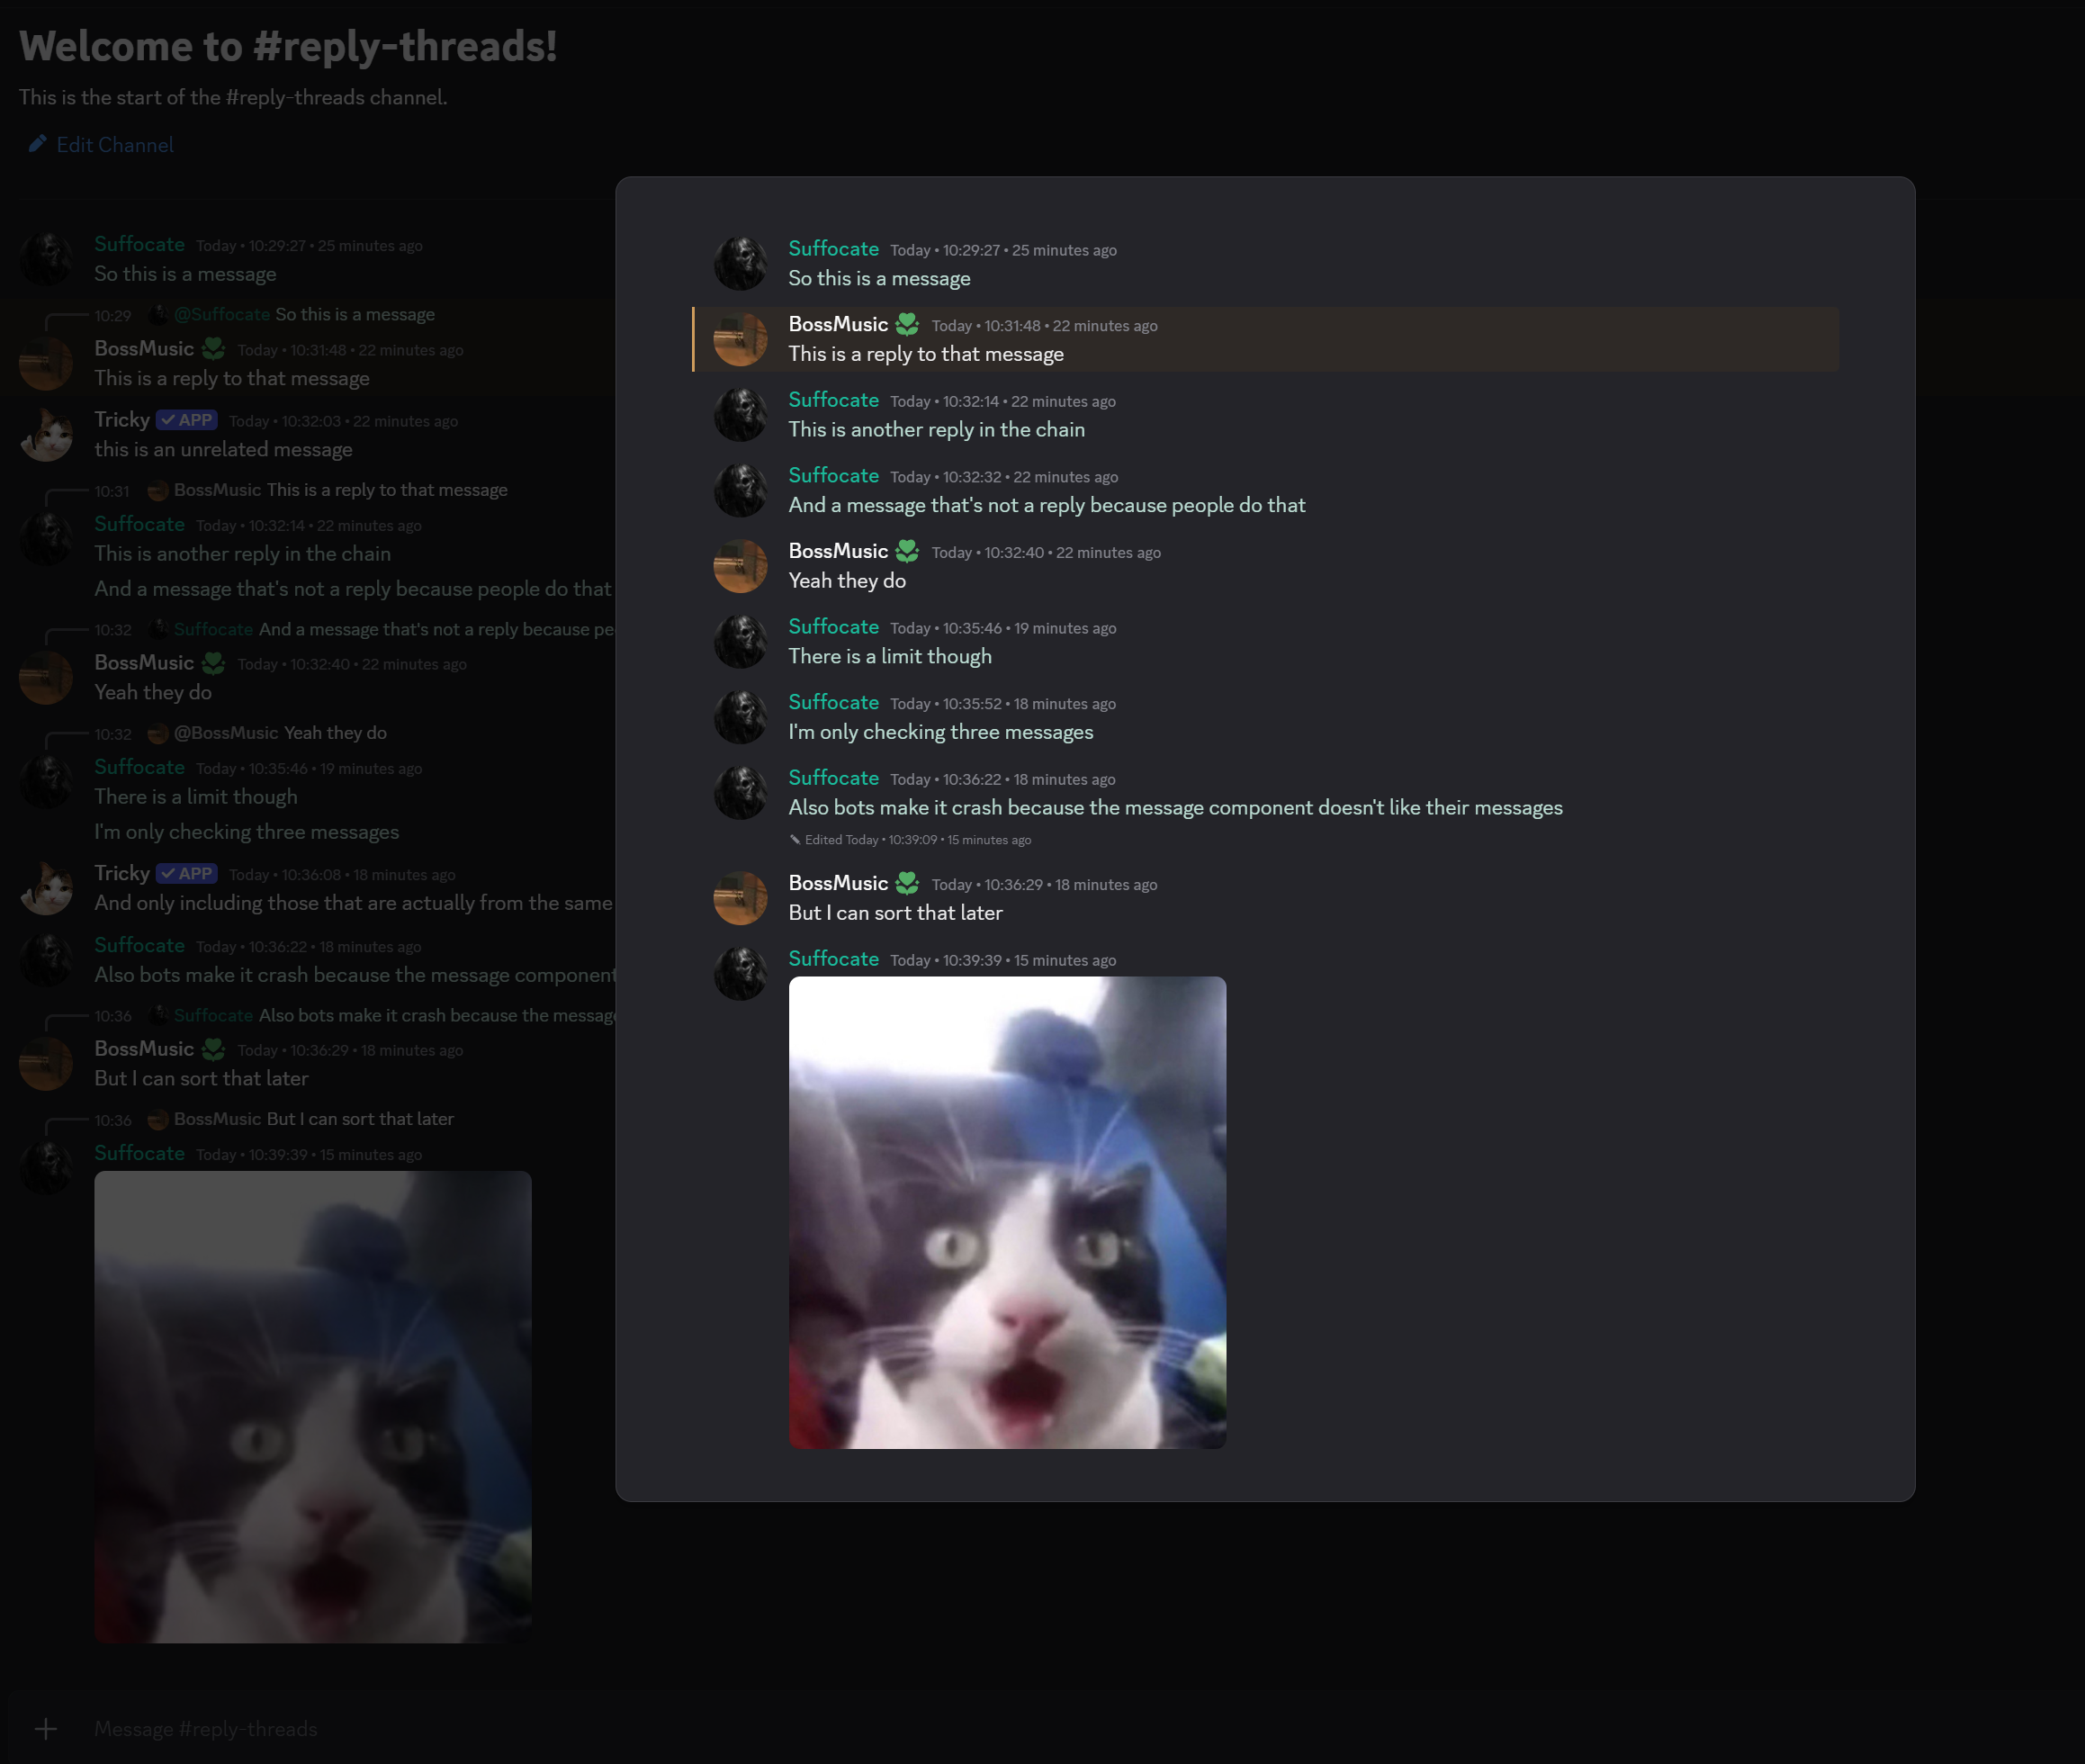 Welcome to #reply-threads!
This is the start of the #reply-threads channel.
Edit Channel
Suffocate Today • 10:29:27 • 25 minutes ago
So this is a message
10:29 @Suffocate So this is a message
BossMusic Today • 10:31:48 • 22 minutes ago
This is a reply to that message
Tricky APP Today • 10:32:03 • 22 minutes ago
this is an unrelated message
10:31 BossMusic This is a reply to that message
Suffocate Today • 10:32:14 • 22 minutes ago
This is another reply in the chain
And a message that's not a reply because people do that
10:32 Suffocate And a message that's not a reply because pe
BossMusic Today • 10:32:40 • 22 minutes ago
Yeah they do
10:32 @BossMusic Yeah they do
Suffocate Today • 10:35:46 • 19 minutes ago
There is a limit though
I'm only checking three messages
Tricky APP Today • 10:36:08 • 18 minutes ago
And only including those that are actually from the same
Suffocate Today • 10:36:22 • 18 minutes ago
Also bots make it crash because the message component
10:36 Suffocate Also bots make it crash because the messag
BossMusic Today • 10:36:29 • 18 minutes ago
But I can sort that later
10:36 BossMusic But I can sort that later
Suffocate Today • 10:39:39 • 15 minutes ago
Message #reply-threads
Suffocate Today • 10:29:27 • 25 minutes ago
So this is a message
BossMusic Today • 10:31:48 • 22 minutes ago
This is a reply to that message
Suffocate Today • 10:32:14 • 22 minutes ago
This is another reply in the chain
Suffocate Today • 10:32:32 • 22 minutes ago
And a message that's not a reply because people do that
BossMusic Today • 10:32:40 • 22 minutes ago
Yeah they do
Suffocate Today • 10:35:46 • 19 minutes ago
There is a limit though
Suffocate Today • 10:35:52 • 18 minutes ago
I'm only checking three messages
Suffocate Today • 10:36:22 • 18 minutes ago
Also bots make it crash because the message component doesn't like their messages
Edited Today • 10:39:09 • 15 minutes ago
BossMusic Today • 10:36:29 • 18 minutes ago
But I can sort that later
Suffocate Today • 10:39:39 • 15 minutes ago